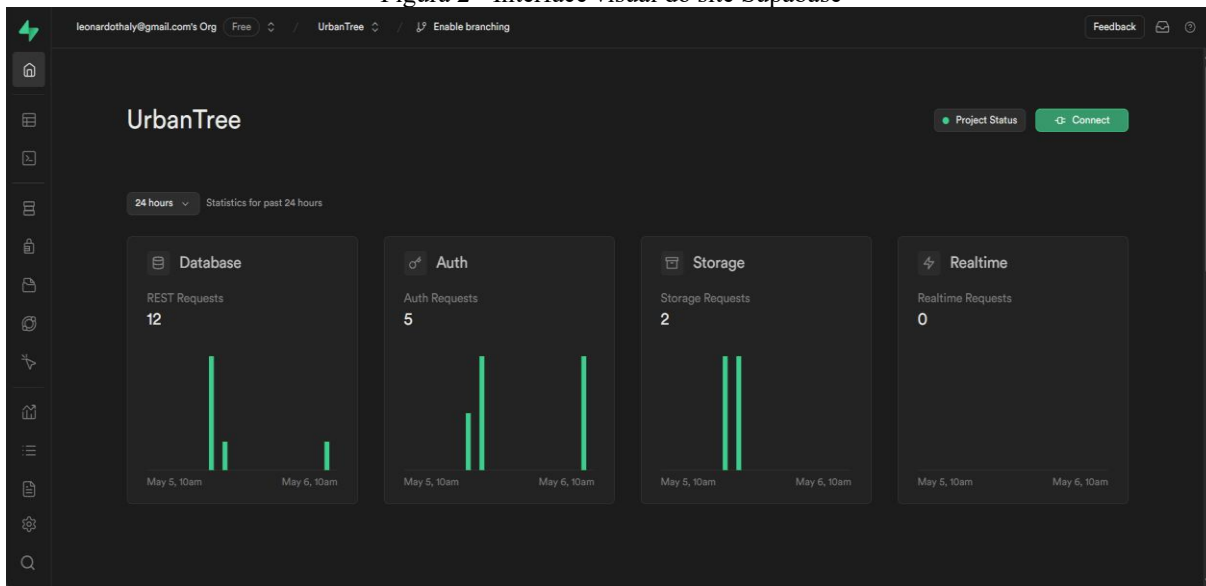 Figura 2 - Interface visual do site Supabase
leonardothaly@gmail.com's Org Free / UrbanTree / Enable branching Feedback
UrbanTree
Project Status Connect
24 hours Statistics for past 24 hours
Database
REST Requests
12
May 5, 10am May 6, 10am
Auth
Auth Requests
5
May 5, 10am May 6, 10am
Storage
Storage Requests
2
May 5, 10am May 6, 10am
Realtime
Realtime Requests
0
May 5, 10am May 6, 10am